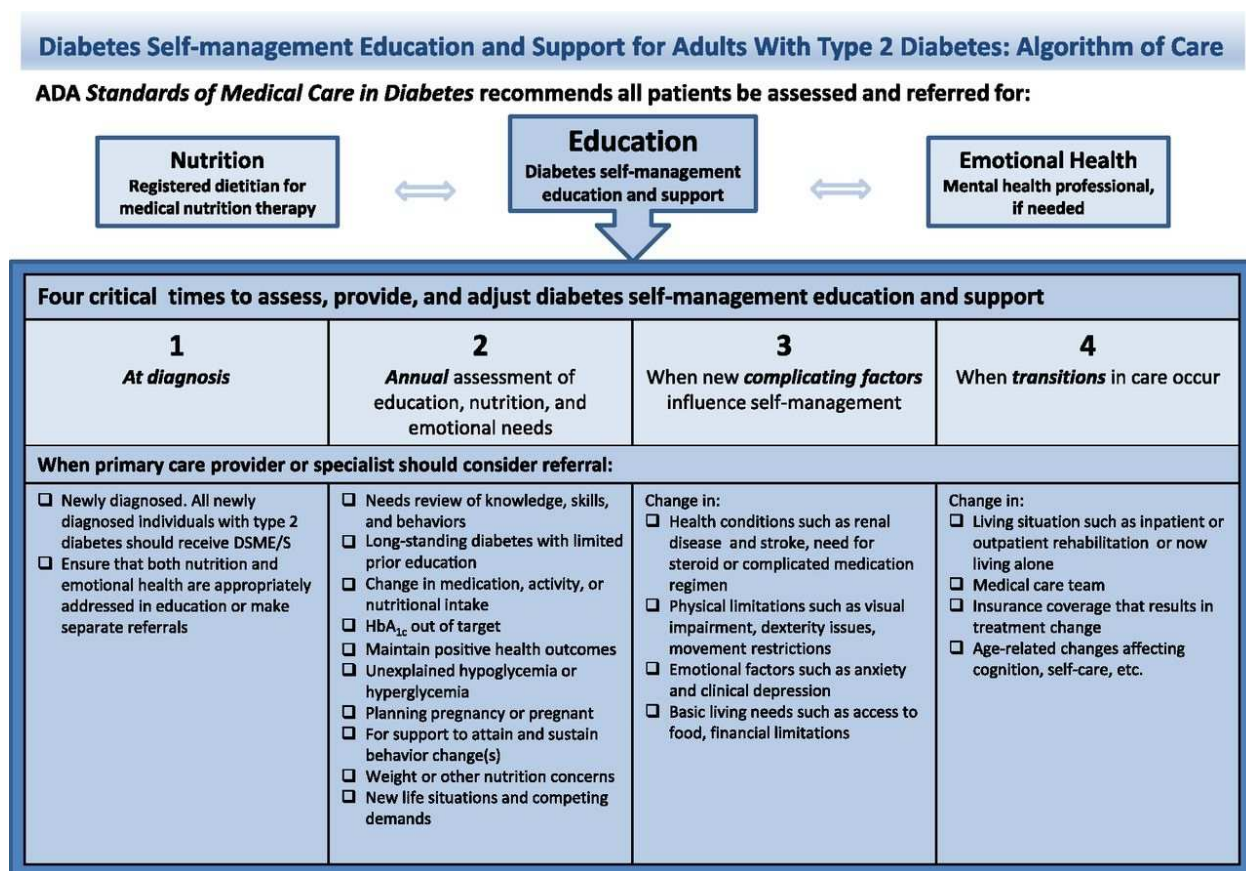 Diabetes Self-management Education and Support for Adults With Type 2 Diabetes: Algorithm of Care
ADA Standards of Medical Care in Diabetes recommends all patients be assessed and referred for:
Nutrition
Registered dietitian for
medical nutrition therapy
Education
Diabetes self-management
education and support
Emotional Health
Mental health professional,
if needed
Four critical times to assess, provide, and adjust diabetes self-management education and support
1
At diagnosis
2
Annual assessment of
education, nutrition, and
emotional needs
3
When new complicating factors
influence self-management
4
When transitions in care occur
When primary care provider or specialist should consider referral:
❑ Newly diagnosed. All newly
diagnosed individuals with type 2
diabetes should receive DSME/S
❑ Ensure that both nutrition and
emotional health are appropriately
addressed in education or make
separate referrals
❑ Needs review of knowledge, skills,
and behaviors
❑ Long-standing diabetes with limited
prior education
❑ Change in medication, activity, or
nutritional intake
❑ HbA1c out of target
❑ Maintain positive health outcomes
❑ Unexplained hypoglycemia or
hyperglycemia
❑ Planning pregnancy or pregnant
❑ For support to attain and sustain
behavior change(s)
❑ Weight or other nutrition concerns
❑ New life situations and competing
demands
Change in:
❑ Health conditions such as renal
disease and stroke, need for
steroid or complicated medication
regimen
❑ Physical limitations such as visual
impairment, dexterity issues,
movement restrictions
❑ Emotional factors such as anxiety
and clinical depression
❑ Basic living needs such as access to
food, financial limitations
Change in:
❑ Living situation such as inpatient or
outpatient rehabilitation or now
living alone
❑ Medical care team
❑ Insurance coverage that results in
treatment change
❑ Age-related changes affecting
cognition, self-care, etc.